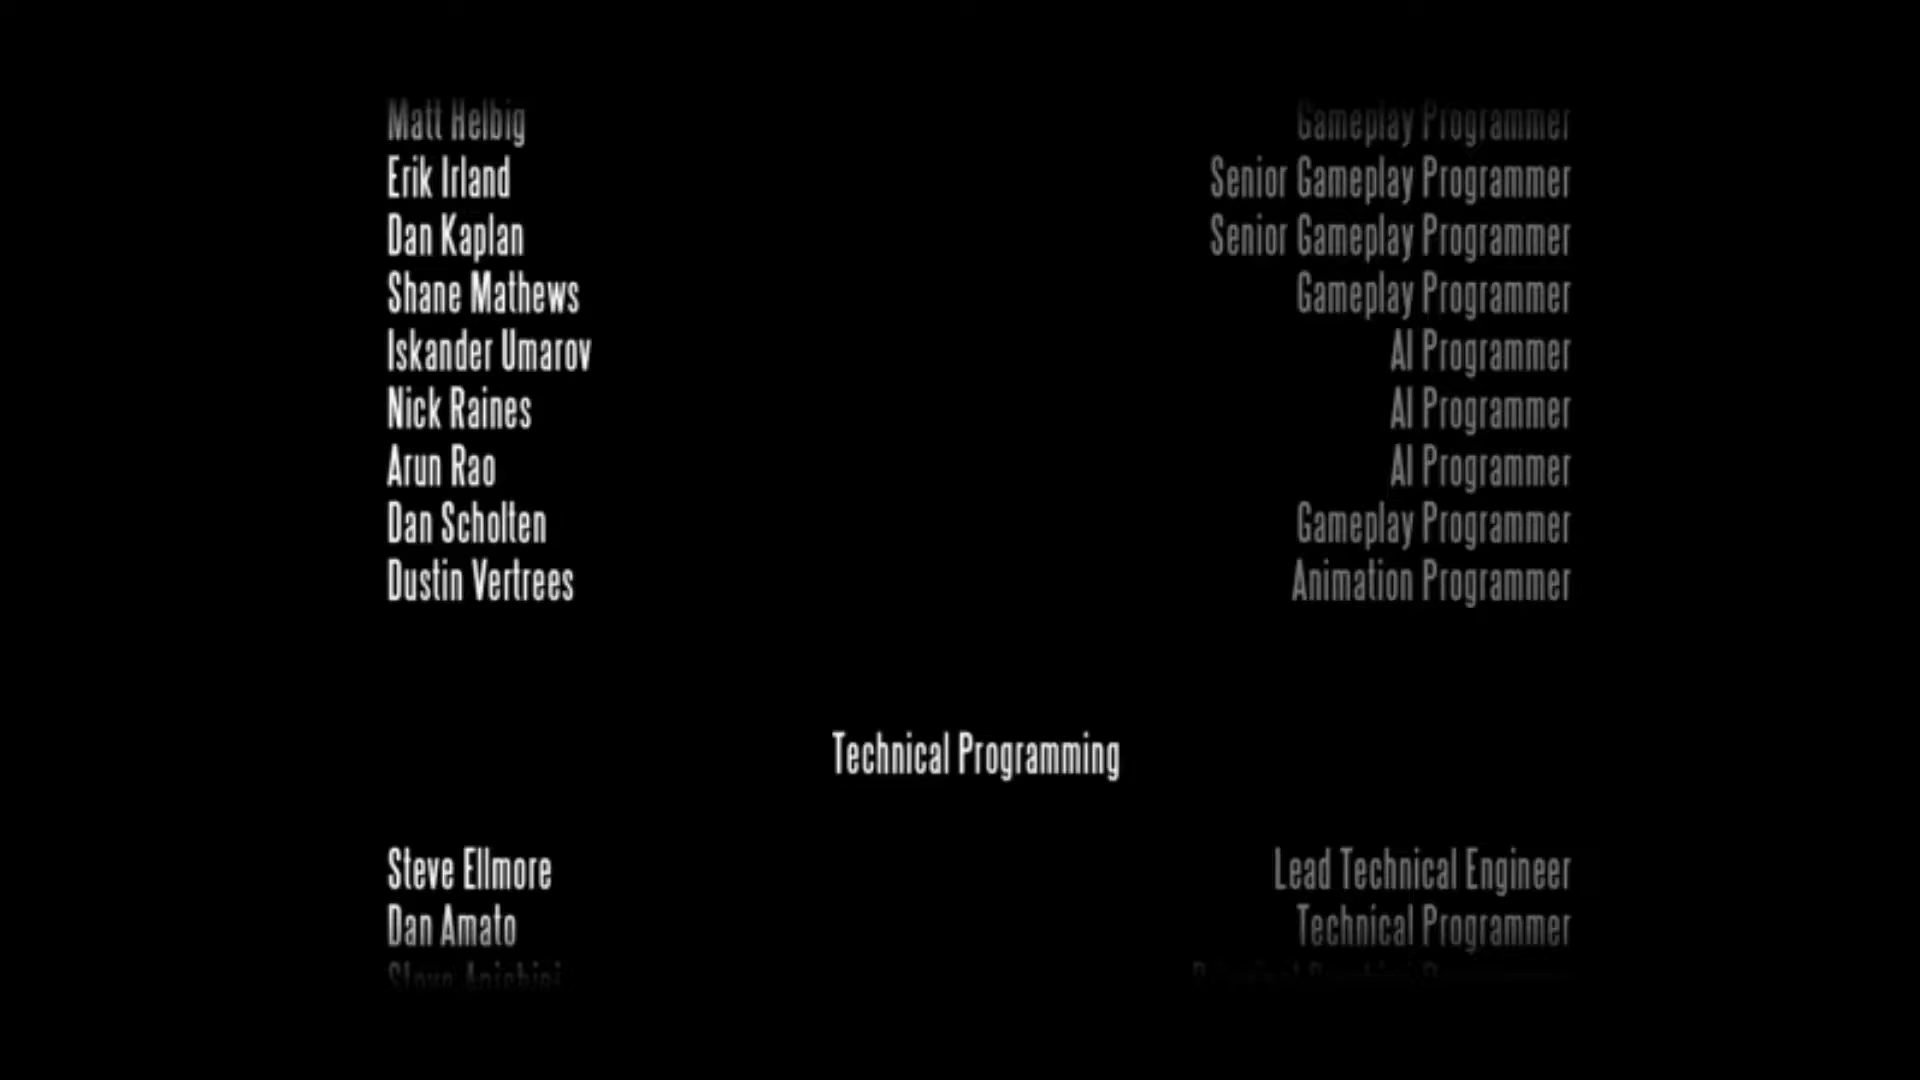 Matt Helbig Gameplay Programmer
Erik Irland Senior Gameplay Programmer
Dan Kaplan Senior Gameplay Programmer
Shane Mathews Gameplay Programmer
Iskander Umarov AI Programmer
Nick Raines AI Programmer
Arun Rao AI Programmer
Dan Scholten Gameplay Programmer
Dustin Vertrees Animation Programmer
Technical Programming
Steve Ellmore Lead Technical Engineer
Dan Amato Technical Programmer
Steve